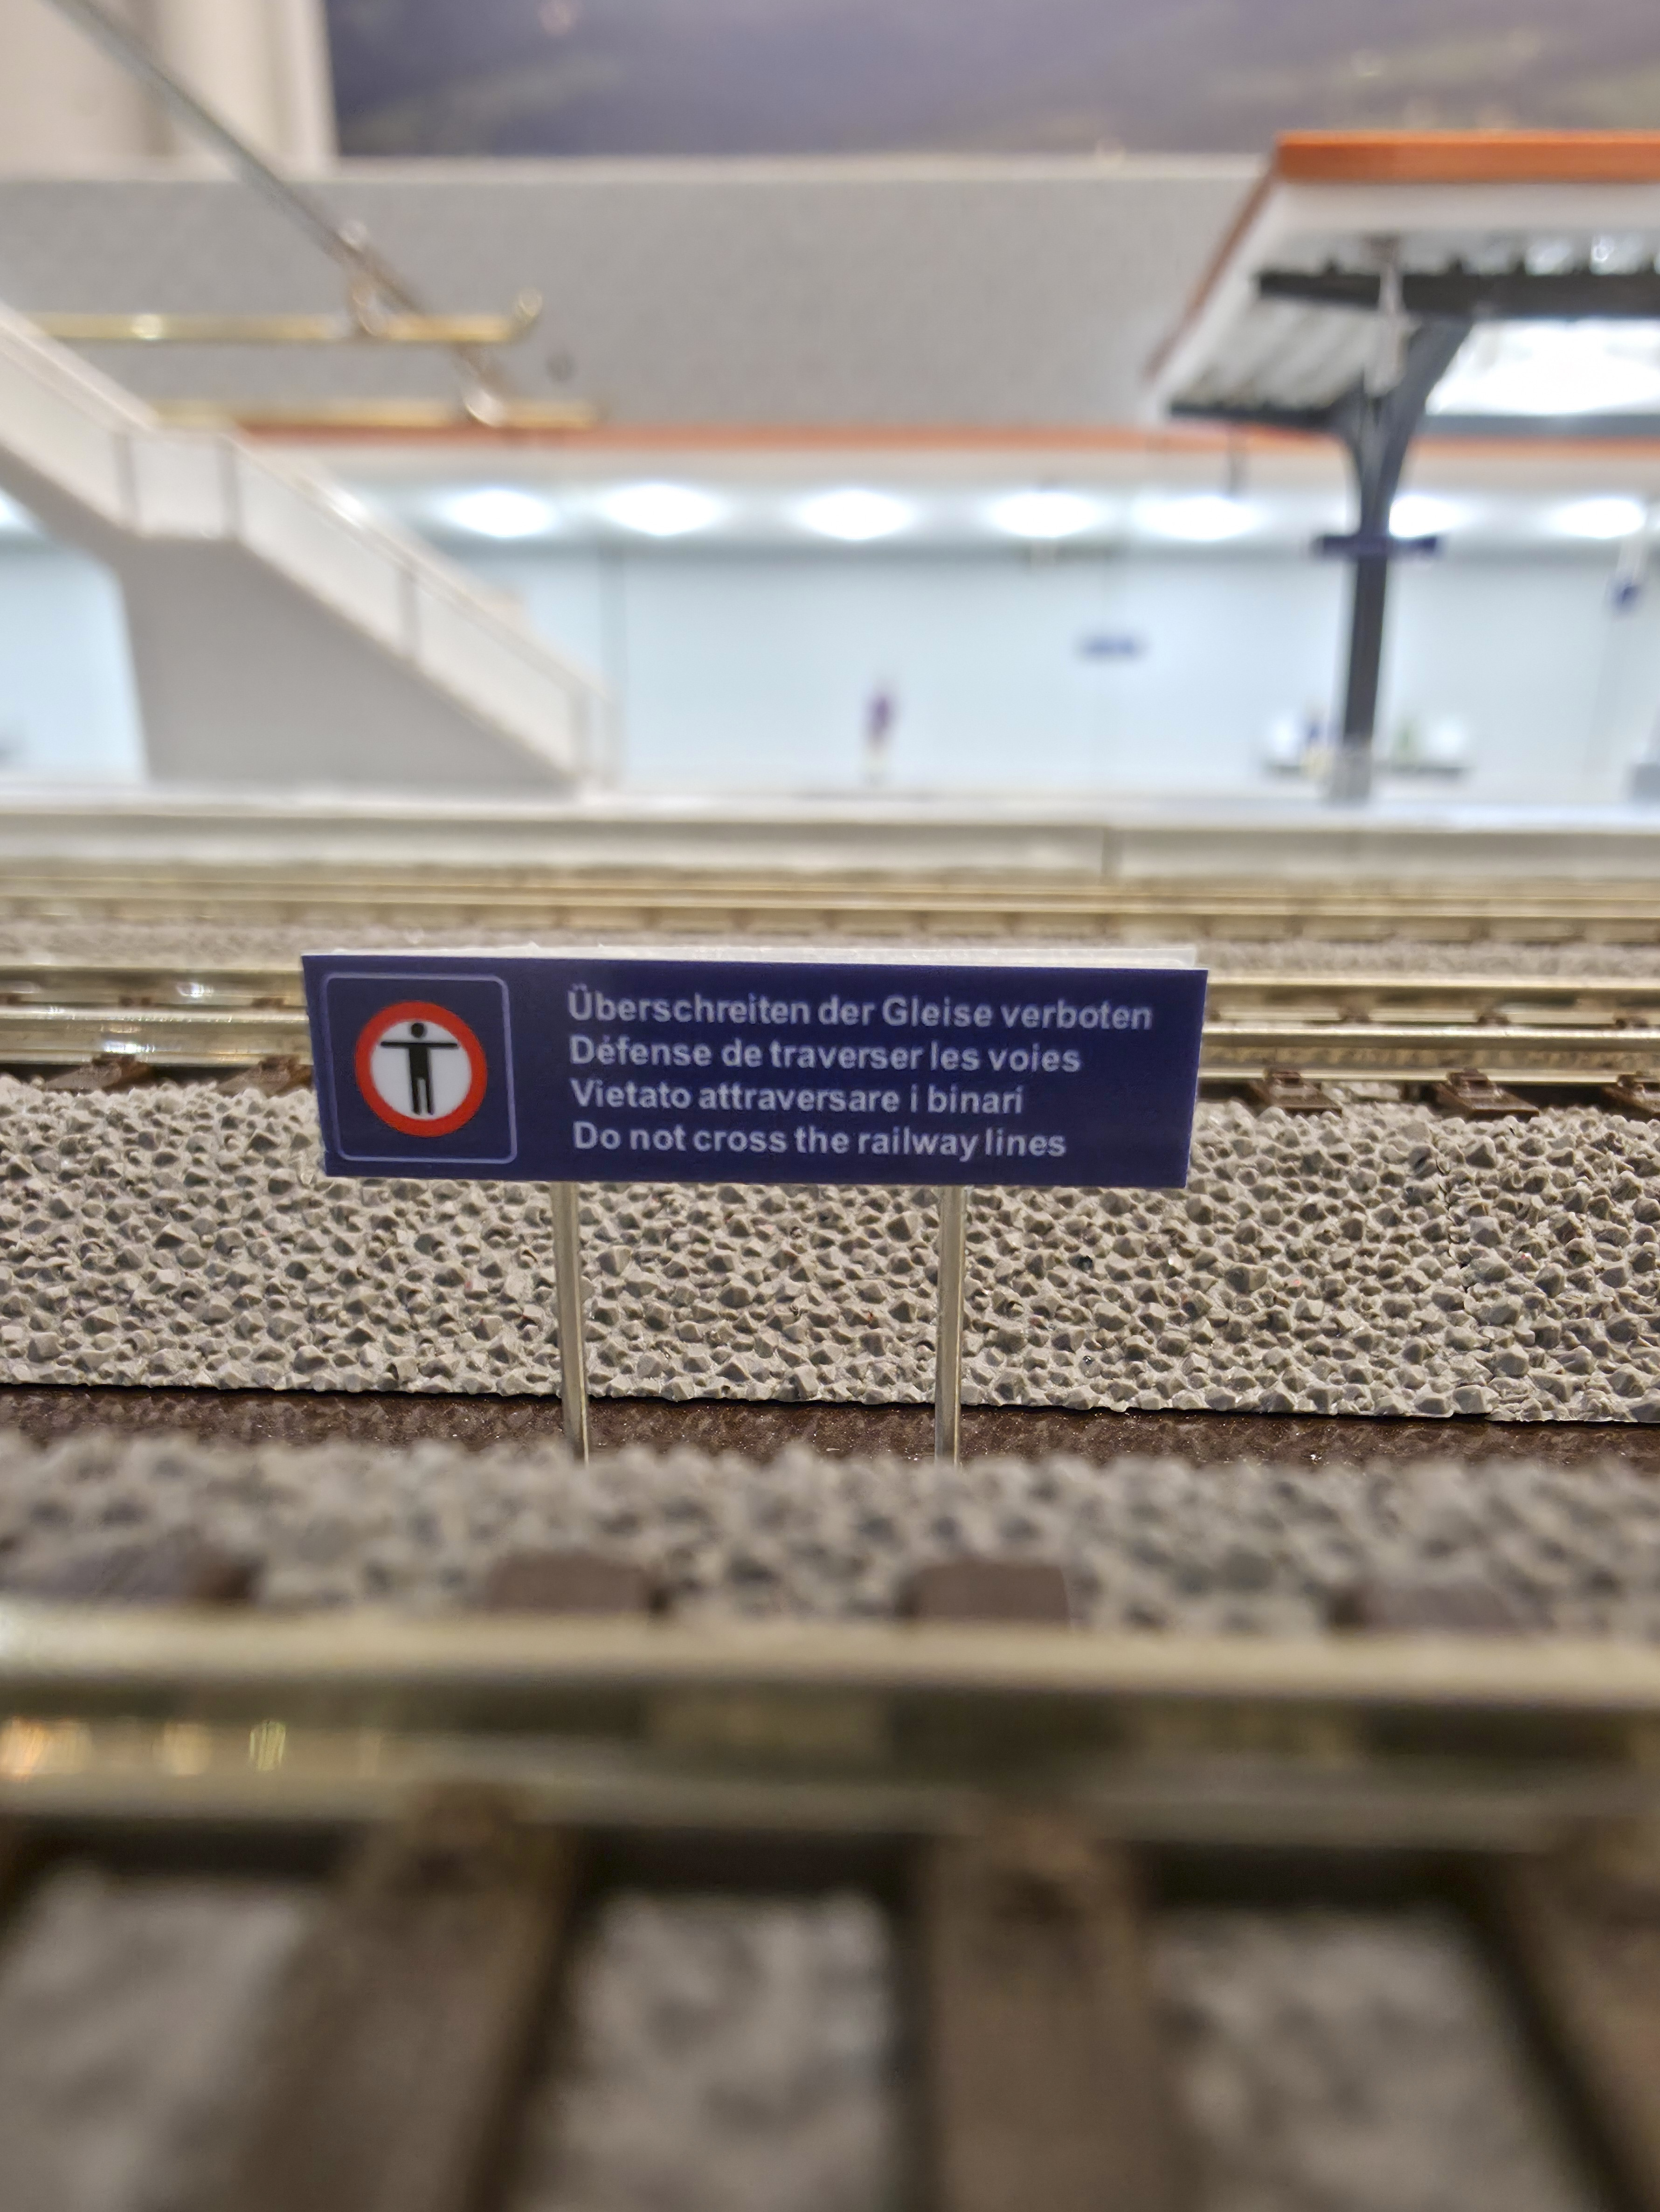 Überschreiten der Gleise verboten
Défense de traverser les voies
Vietato attraversare i binari
Do not cross the railway lines